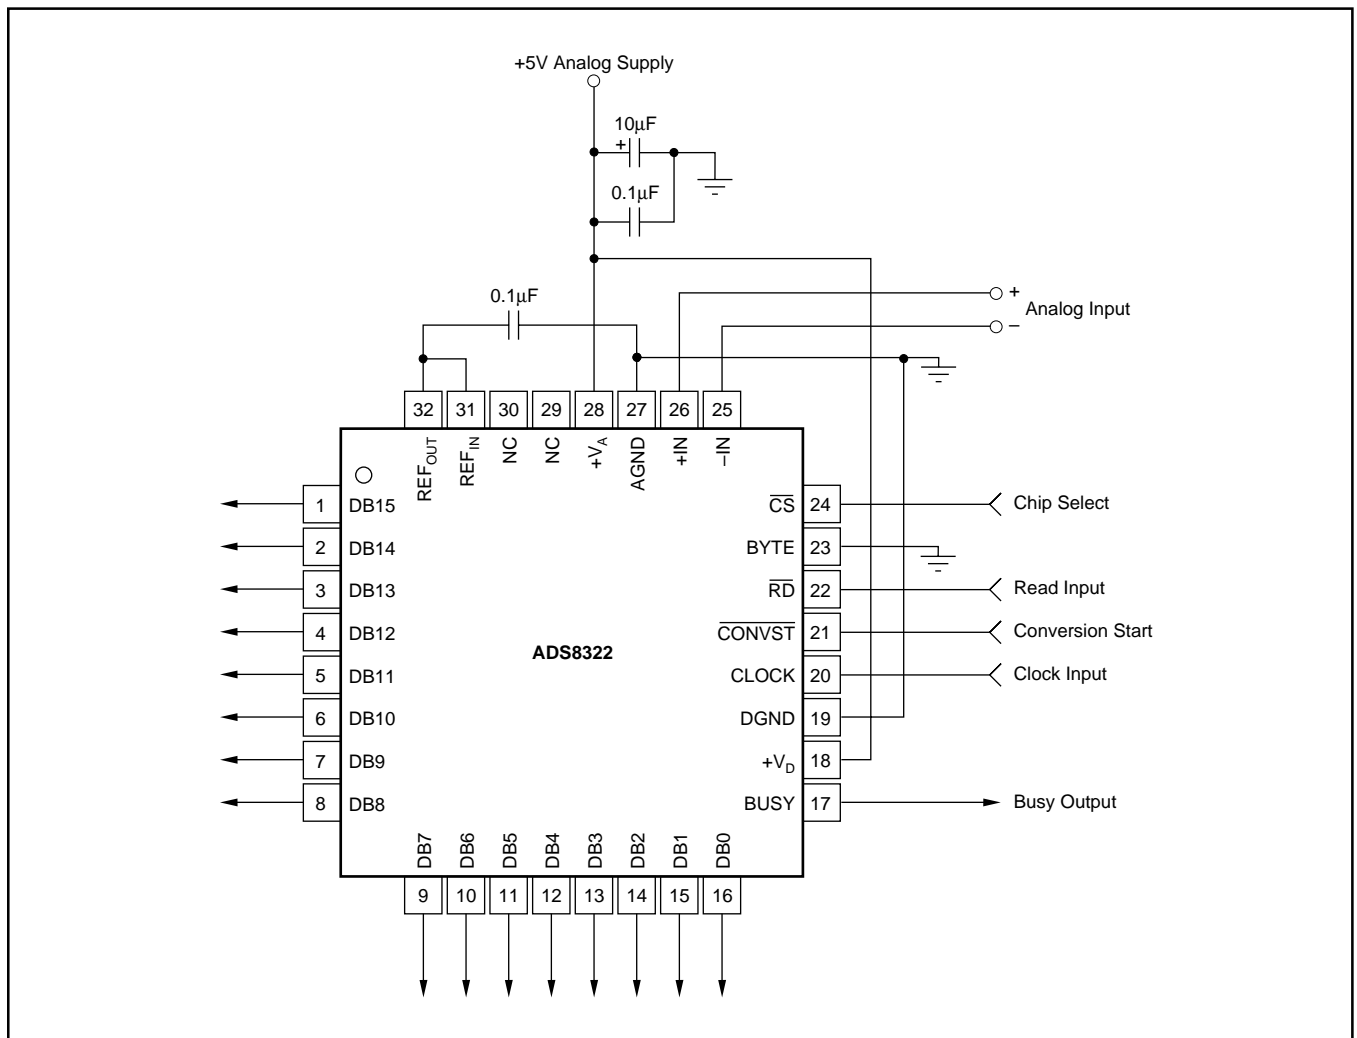 +5V Analog Supply
10µF
+
0.1µF
0.1µF
+
Analog Input
–
32 31 30 29 28 27 26 25
REFOUT REFIN NC NC +VA AGND +IN –IN
1 DB15
CS 24
Chip Select
2 DB14
BYTE 23
3 DB13
RD 22
Read Input
4 DB12
CONVST 21
Conversion Start
ADS8322
5 DB11
CLOCK 20
Clock Input
6 DB10
DGND 19
7 DB9
+VD 18
8 DB8
BUSY 17
Busy Output
DB7 DB6 DB5 DB4 DB3 DB2 DB1 DB0
9 10 11 12 13 14 15 16